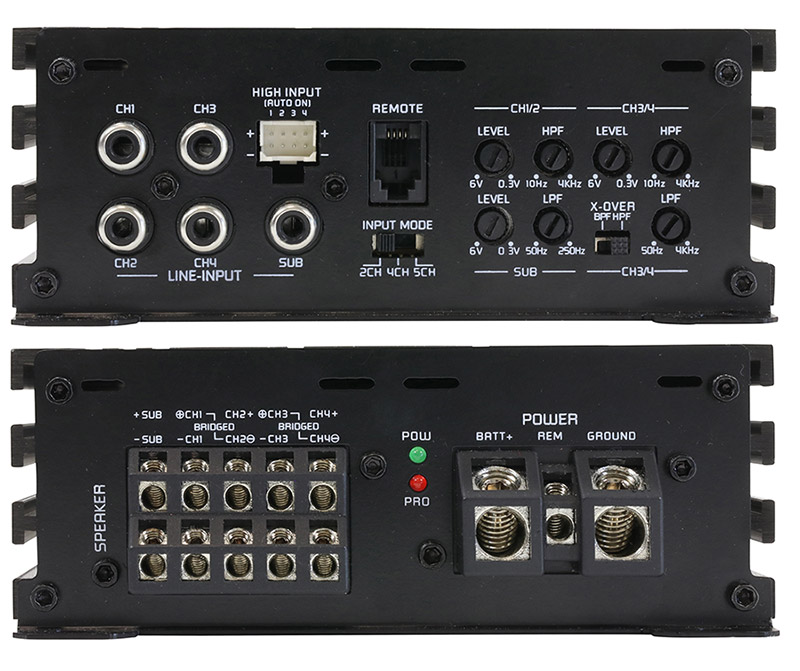 HIGH INPUT
(AUTO ON)
1 2 3 4
CH1
CH3
+ +
- -
REMOTE
CH1/2
CH3/4
LEVEL HPF LEVEL HPF
6V 0.3V 10Hz 4KHz 6V 0.3V 10Hz 4KHz
LEVEL LPF X-OVER LPF
BPF HPF
6V 0.3V 50Hz 250Hz 50Hz 4KHz
SUB
CH3/4
INPUT MODE
2CH 4CH 5CH
CH2 CH4 SUB
LINE-INPUT
+SUB ⊕CH1 CH2+ ⊕CH3 CH4+
BRIDGED BRIDGED
-SUB -CH1 CH2⊖ -CH3 CH4⊖
SPEAKER
POW
PRO
POWER
BATT+ REM GROUND